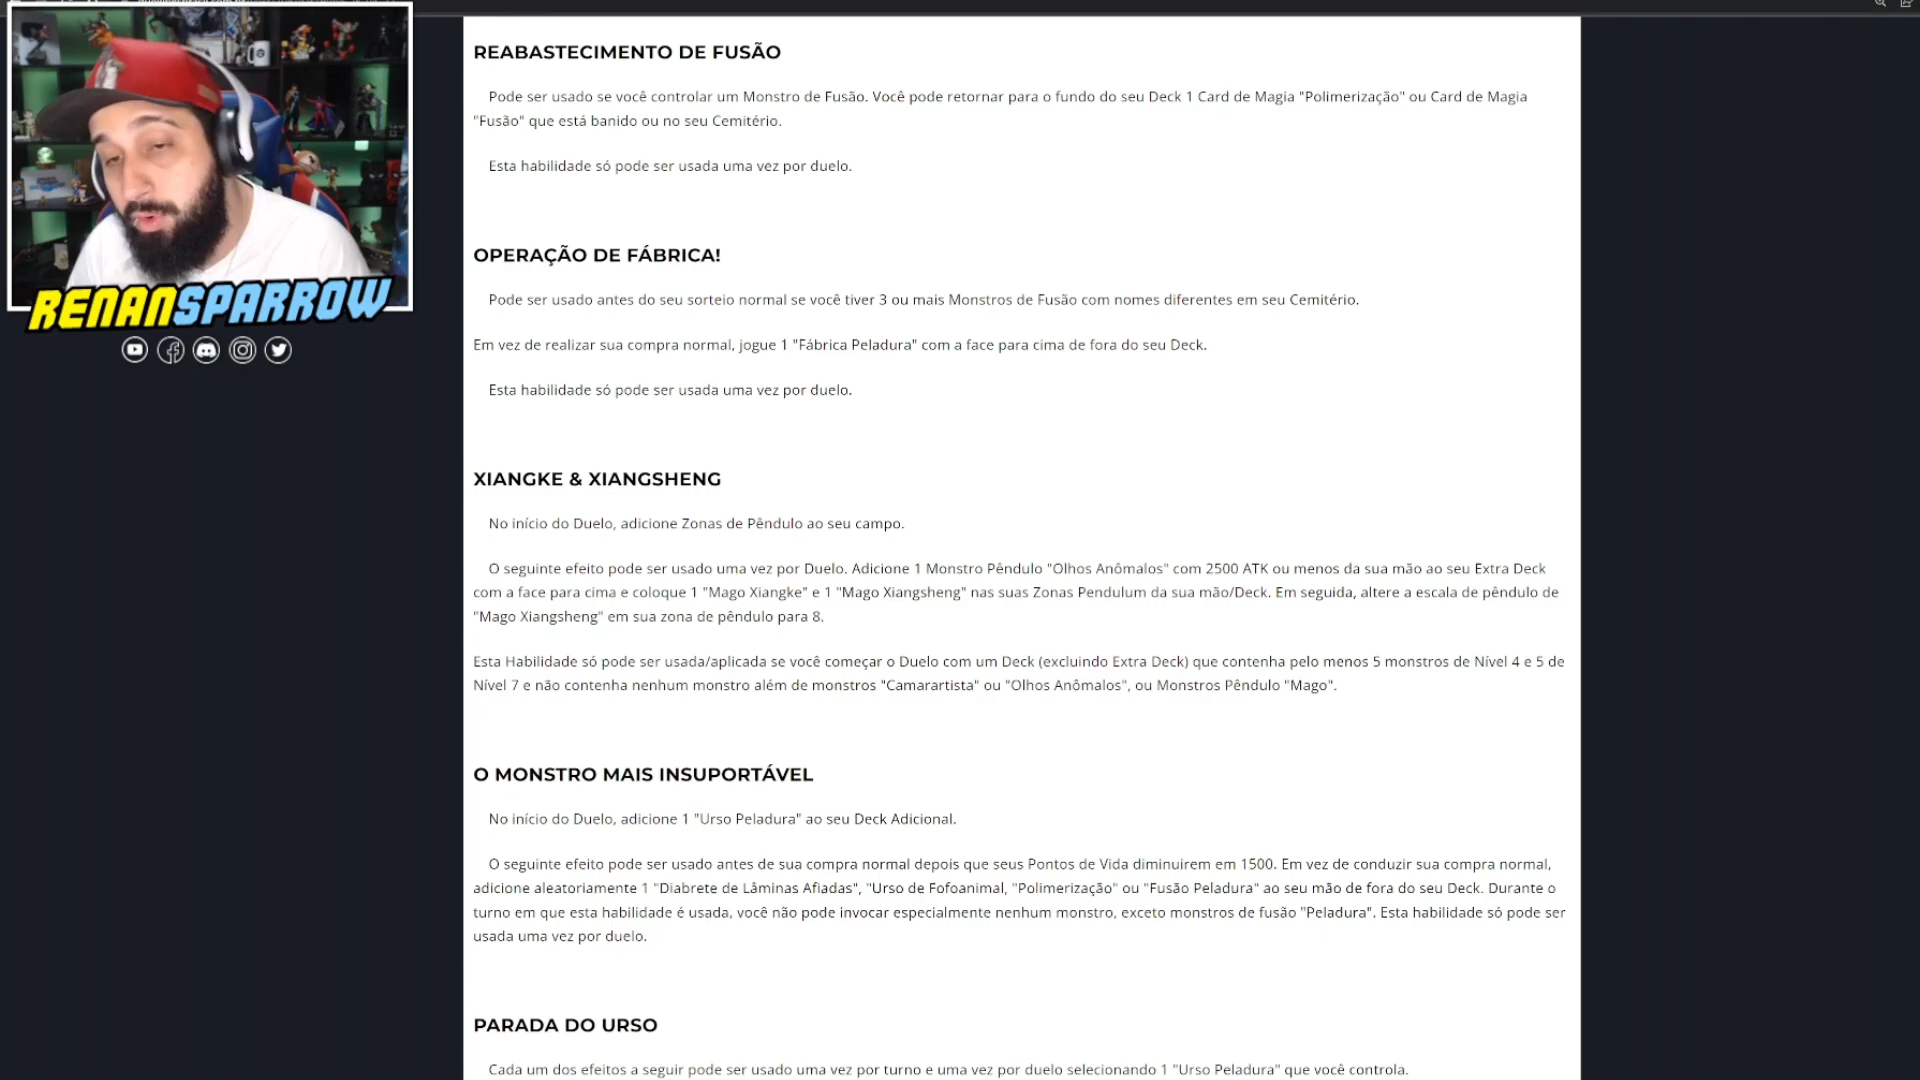 RENANSPARROW
REABASTECIMENTO DE FUSÃO
Pode ser usado se você controlar um Monstro de Fusão. Você pode retornar para o fundo do seu Deck 1 Card de Magia "Polimerização" ou Card de Magia
"Fusão" que está banido ou no seu Cemitério.
Esta habilidade só pode ser usada uma vez por duelo.
OPERAÇÃO DE FÁBRICA!
Pode ser usado antes do seu sorteio normal se você tiver 3 ou mais Monstros de Fusão com nomes diferentes em seu Cemitério.
Em vez de realizar sua compra normal, jogue 1 "Fábrica Peladura" com a face para cima de fora do seu Deck.
Esta habilidade só pode ser usada uma vez por duelo.
XIANGKE & XIANGSHENG
No início do Duelo, adicione Zonas de Pêndulo ao seu campo.
O seguinte efeito pode ser usado uma vez por Duelo. Adicione 1 Monstro Pêndulo "Olhos Anômalos" com 2500 ATK ou menos da sua mão ao seu Extra Deck
com a face para cima e coloque 1 "Mago Xiangke" e 1 "Mago Xiangsheng" nas suas Zonas Pendulum da sua mão/Deck. Em seguida, altere a escala de pêndulo de
"Mago Xiangsheng" em sua zona de pêndulo para 8.
Esta Habilidade só pode ser usada/aplicada se você começar o Duelo com um Deck (excluindo Extra Deck) que contenha pelo menos 5 monstros de Nível 4 e 5 de
Nível 7 e não contenha nenhum monstro além de monstros "Camarartista" ou "Olhos Anômalos", ou Monstros Pêndulo "Mago".
O MONSTRO MAIS INSUPORTÁVEL
No início do Duelo, adicione 1 "Urso Peladura" ao seu Deck Adicional.
O seguinte efeito pode ser usado antes de sua compra normal depois que seus Pontos de Vida diminuirem em 1500. Em vez de conduzir sua compra normal,
adicione aleatoriamente 1 "Diabrete de Lâminas Afiadas", "Urso de Fofoanimal, "Polimerização" ou "Fusão Peladura" ao seu mão de fora do seu Deck. Durante o
turno em que esta habilidade é usada, você não pode invocar especialmente nenhum monstro, exceto monstros de fusão "Peladura". Esta habilidade só pode ser
usada uma vez por duelo.
PARADA DO URSO
Cada um dos efeitos a seguir pode ser usado uma vez por turno e uma vez por duelo selecionando 1 "Urso Peladura" que você controla.